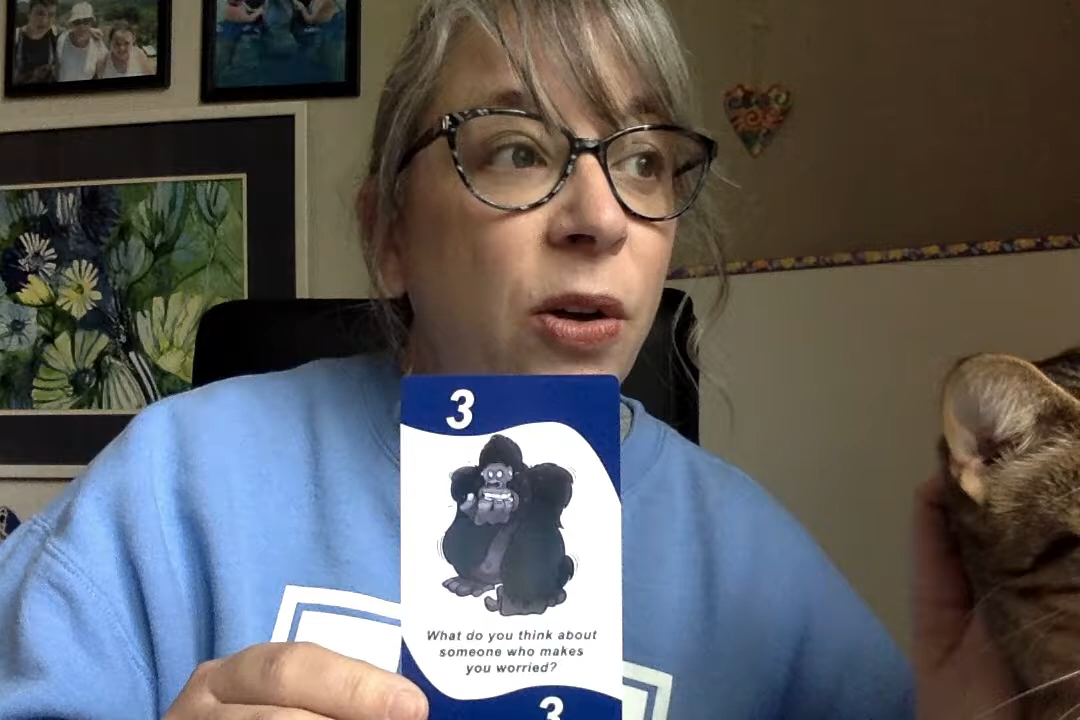 3
What do you think about
someone who makes
you worried?
3